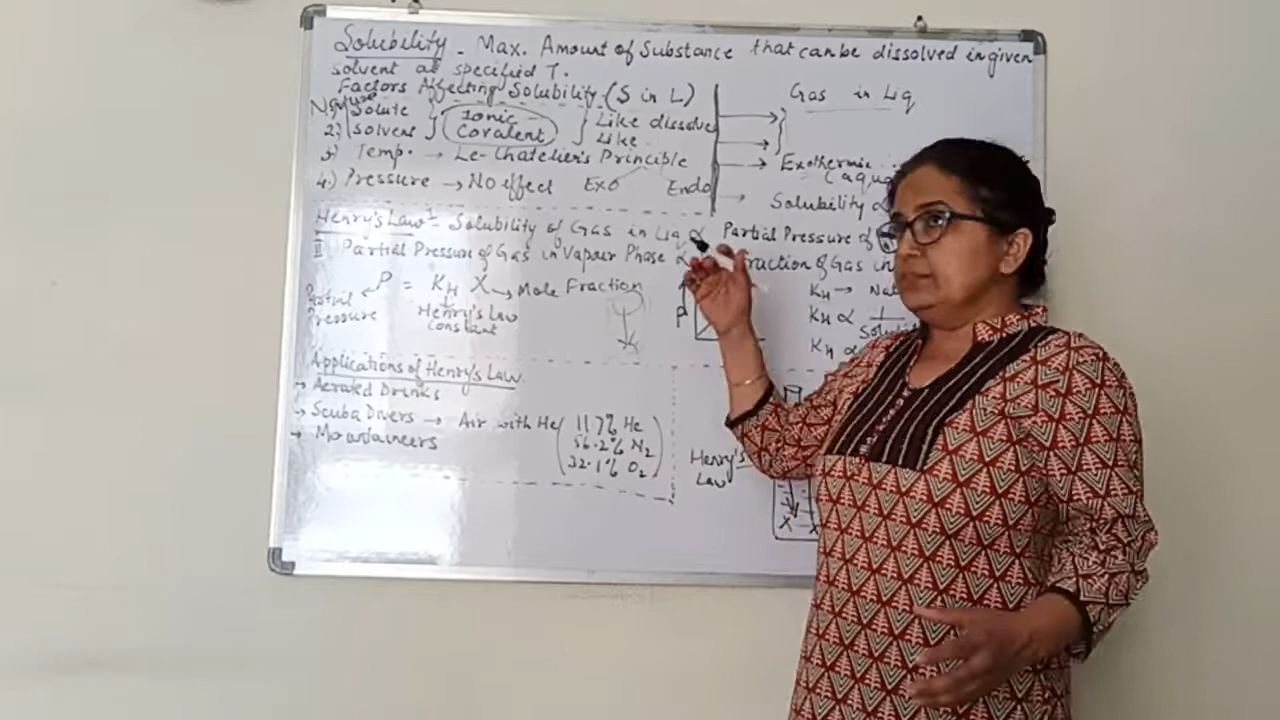 Solubility - Max. Amount of Substance that can be dissolved in given
solvent at specified T.
Factors Affecting Solubility (S in L)
Gas in Liq
Nature
1) Solute
2) Solvent
Ionic
Covalent
Like dissolve
Like
3) Temp. → Le-Chatelier's Principle
Exothermic
(aqua
4.) Pressure → No effect Exo Endo
Solubility α
Henry's Law I - Solubility of Gas in Liq α Partial Pressure of
II Partial Pressure of Gas in Vapour Phase α fraction of Gas in
P = KH X → Mole Fraction
Partial
Pressure
Henry's Law
Constant
P
KH →
KH α 1
KH α
Applications of Henry's Law
→ Aerated Drinks
→ Scuba Divers → Air with He
11.7% He
56.2% N2
32.1% O2
→ Mountaineers
Henry's
Law
X